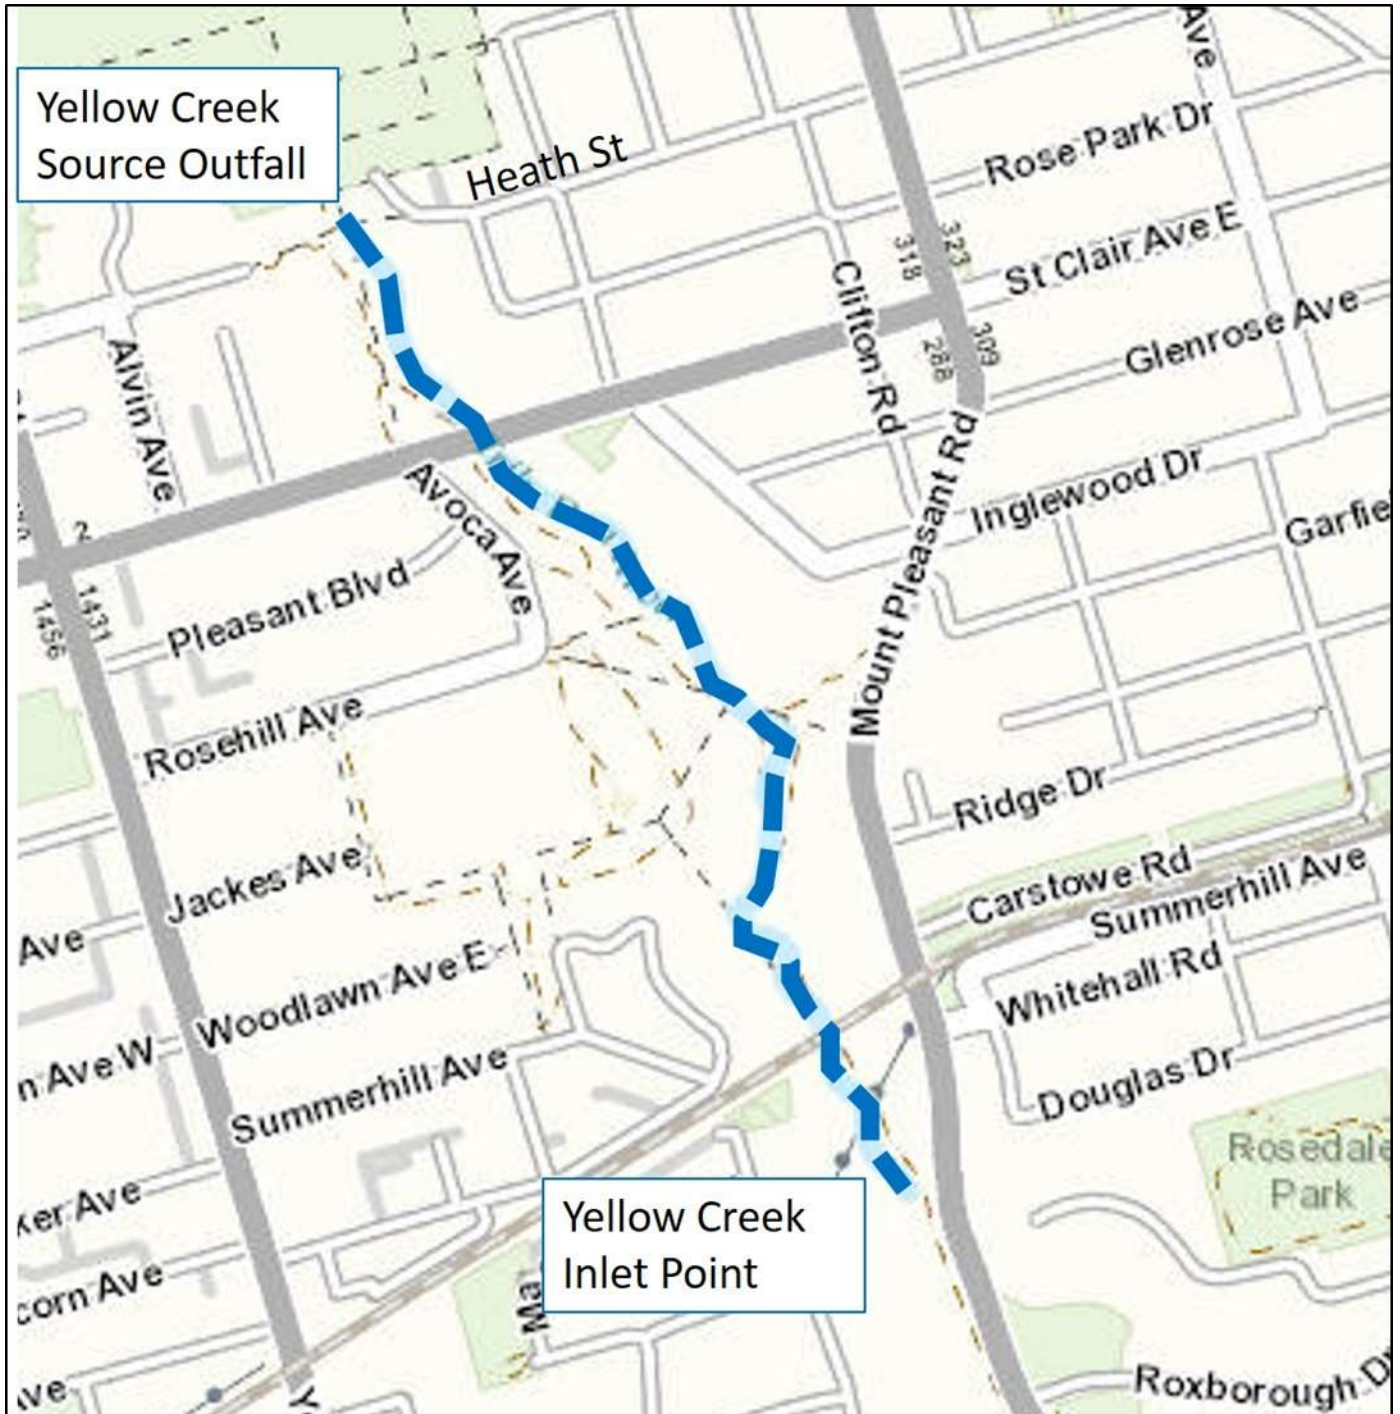 Ave
Yellow Creek
Source Outfall
Heath St
Rose Park Dr
323
318
St Clair Ave E
Clifton Rd
309
288
Glenrose Ave
Alvin Ave
Mount Pleasant Rd
Inglewood Dr
Avoca Ave
Garfie
2
1431
1456
Pleasant Blvd
Rosehill Ave
Ridge Dr
Jackes Ave
Carstowe Rd
Summerhill Ave
Ave
Woodlawn Ave E
Whitehall Rd
n Ave W
Summerhill Ave
Douglas Dr
Rosedale
Park
ker Ave
Yellow Creek
Inlet Point
corn Ave
Roxborough D
Ave
Y